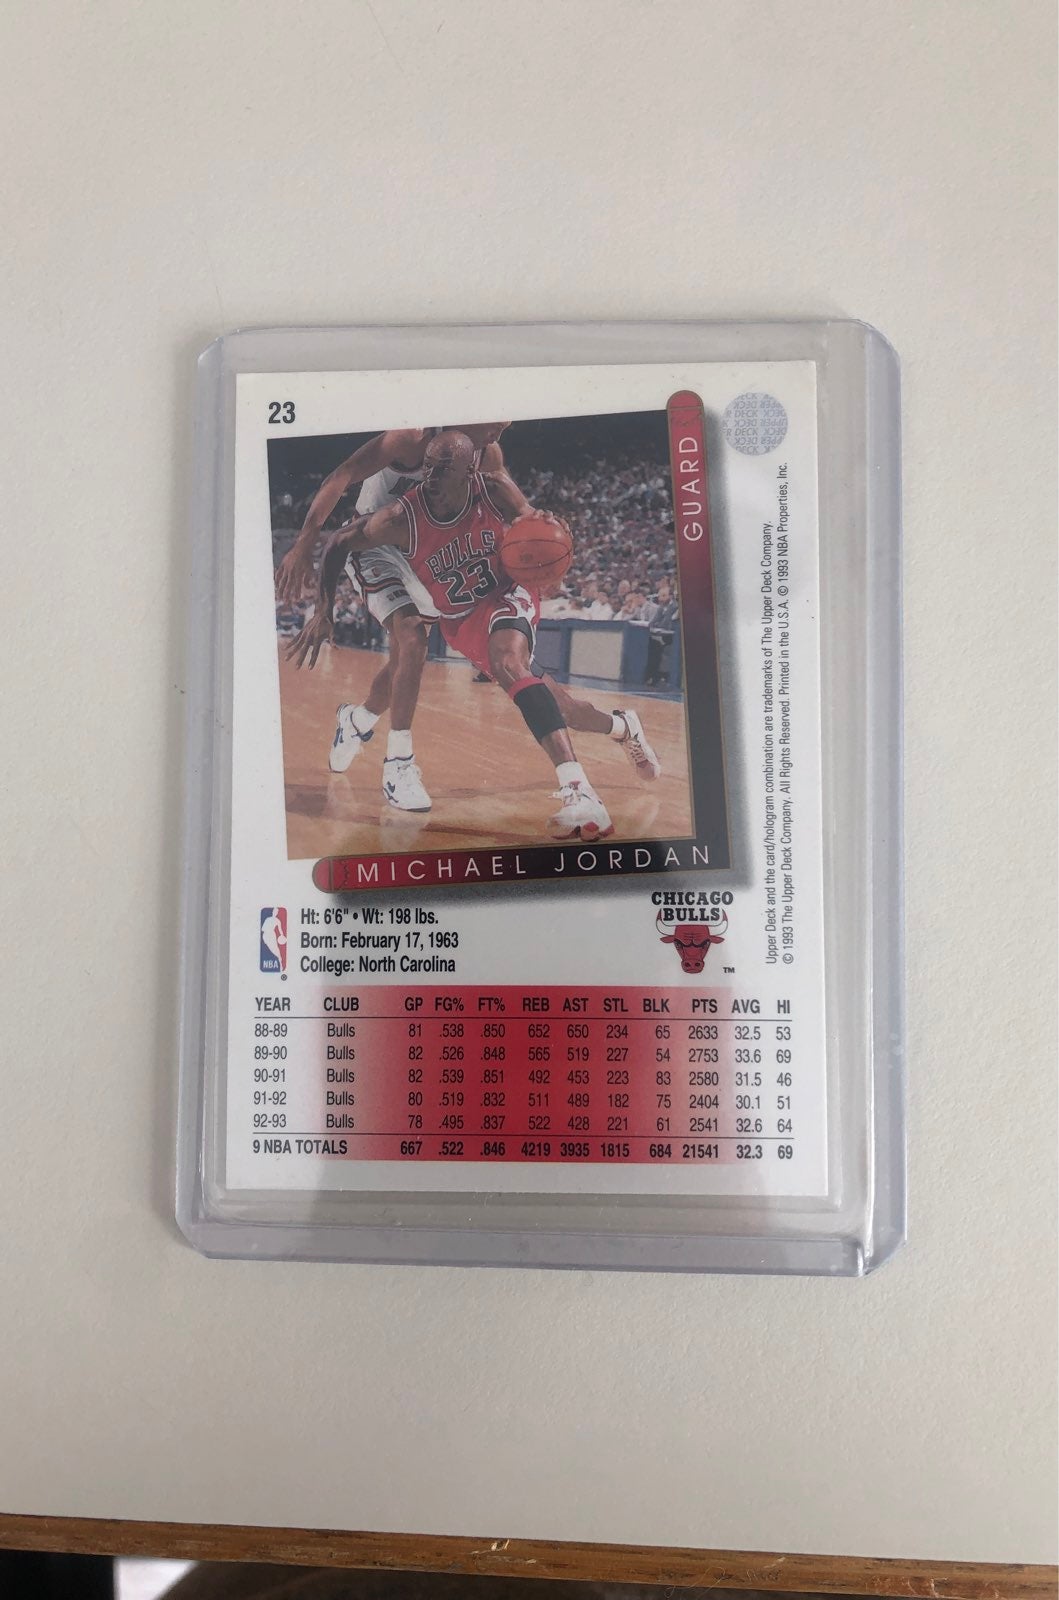 23
GUARD
BULLS
23
MICHAEL JORDAN
Ht: 6'6" • Wt: 198 lbs.
Born: February 17, 1963
College: North Carolina
NBA
®
CHICAGO
BULLS
TM
Upper Deck and the card/hologram combination are trademarks of The Upper Deck Company.
© 1993 The Upper Deck Company. All Rights Reserved. Printed in the U.S.A. © 1993 NBA Properties, Inc.
YEAR CLUB GP FG% FT% REB AST STL BLK PTS AVG HI
88-89 Bulls 81 .538 .850 652 650 234 65 2633 32.5 53
89-90 Bulls 82 .526 .848 565 519 227 54 2753 33.6 69
90-91 Bulls 82 .539 .851 492 453 223 83 2580 31.5 46
91-92 Bulls 80 .519 .832 511 489 182 75 2404 30.1 51
92-93 Bulls 78 .495 .837 522 428 221 61 2541 32.6 64
9 NBA TOTALS 667 .522 .846 4219 3935 1815 684 21541 32.3 69